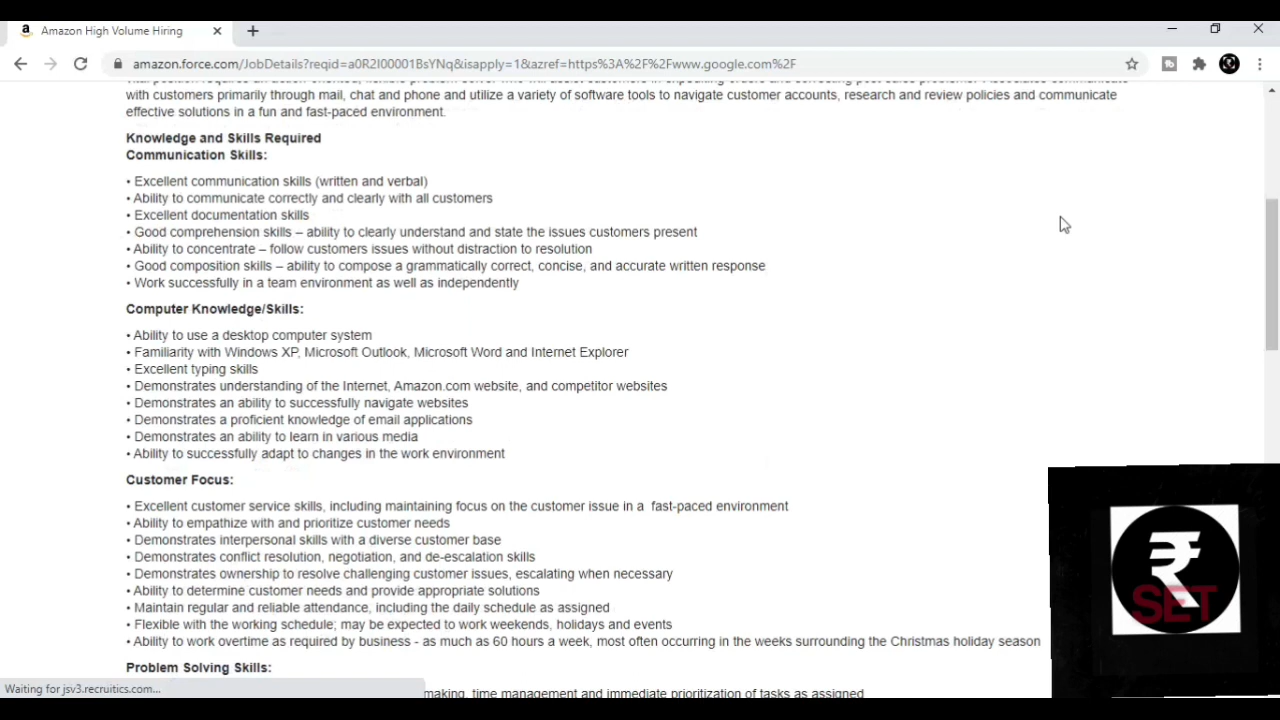 Amazon High Volume Hiring
amazon.force.com/JobDetails?reqid=a0R2I00001BsYNq&isapply=1&azref=https%3A%2F%2Fwww.google.com%2F
with customers primarily through mail, chat and phone and utilize a variety of software tools to navigate customer accounts, research and review policies and communicate
effective solutions in a fun and fast-paced environment.
Knowledge and Skills Required
Communication Skills:
• Excellent communication skills (written and verbal)
• Ability to communicate correctly and clearly with all customers
• Excellent documentation skills
• Good comprehension skills – ability to clearly understand and state the issues customers present
• Ability to concentrate – follow customers issues without distraction to resolution
• Good composition skills – ability to compose a grammatically correct, concise, and accurate written response
• Work successfully in a team environment as well as independently
Computer Knowledge/Skills:
• Ability to use a desktop computer system
• Familiarity with Windows XP, Microsoft Outlook, Microsoft Word and Internet Explorer
• Excellent typing skills
• Demonstrates understanding of the Internet, Amazon.com website, and competitor websites
• Demonstrates an ability to successfully navigate websites
• Demonstrates a proficient knowledge of email applications
• Demonstrates an ability to learn in various media
• Ability to successfully adapt to changes in the work environment
Customer Focus:
• Excellent customer service skills, including maintaining focus on the customer issue in a fast-paced environment
• Ability to empathize with and prioritize customer needs
• Demonstrates interpersonal skills with a diverse customer base
• Demonstrates conflict resolution, negotiation, and de-escalation skills
• Demonstrates ownership to resolve challenging customer issues, escalating when necessary
• Ability to determine customer needs and provide appropriate solutions
• Maintain regular and reliable attendance, including the daily schedule as assigned
• Flexible with the working schedule; may be expected to work weekends, holidays and events
• Ability to work overtime as required by business - as much as 60 hours a week, most often occurring in the weeks surrounding the Christmas holiday season
Problem Solving Skills:
making, time management and immediate prioritization of tasks as assigned
Waiting for jsv3.recruitics.com...
₹
SET